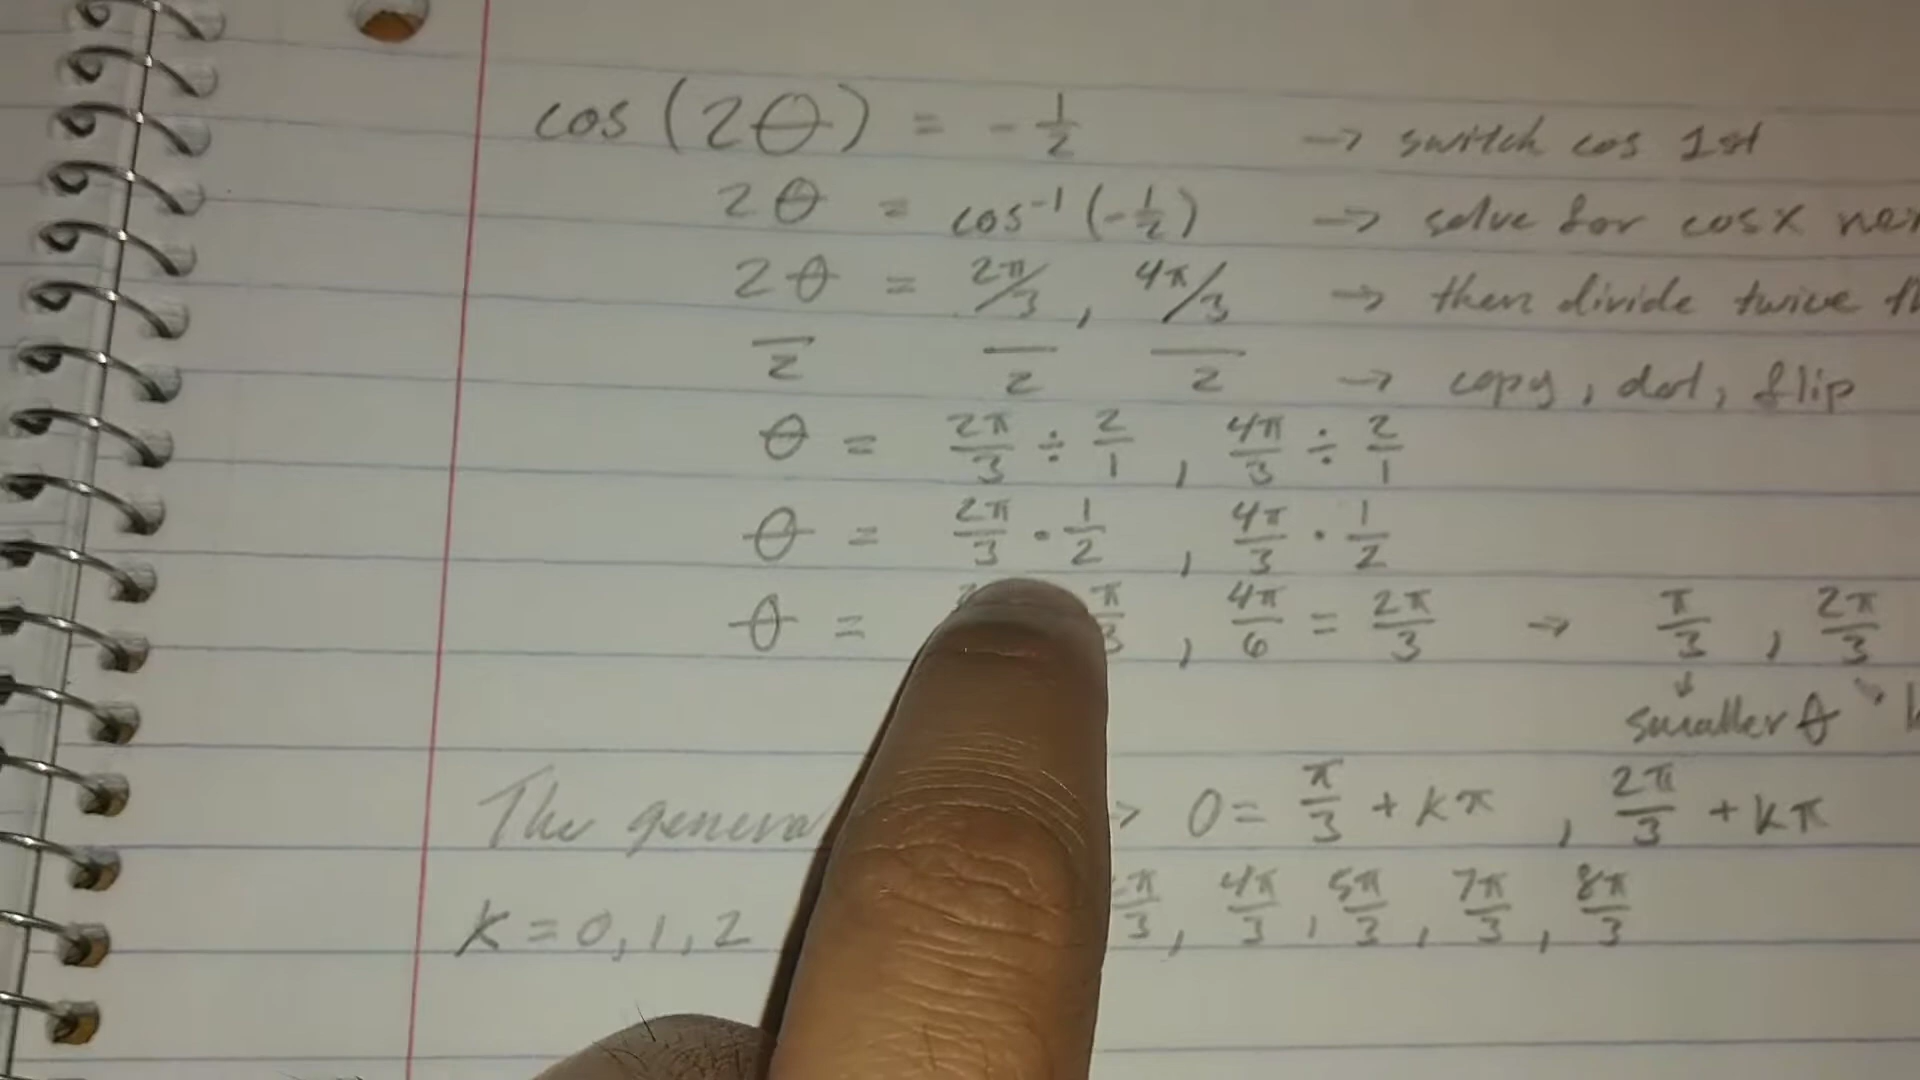 cos (2θ) = - 1/2 → switch cos 1st
2θ = cos⁻¹ (-1/2) → solve for cosx
2θ = 2π/3 , 4π/3 → then divide twice
2 2 2 → copy, dot, flip
θ = 2π/3 ÷ 2/1 , 4π/3 ÷ 2/1
θ = 2π/3 · 1/2 , 4π/3 · 1/2
θ = π/3 , 4π/6 = 2π/3 → π/3 , 2π/3
smaller θ
The → 0 = π/3 + kπ , 2π/3 + kπ
k = 0, 1, 2 4π/3 , 5π/3 , 7π/3 , 8π/3